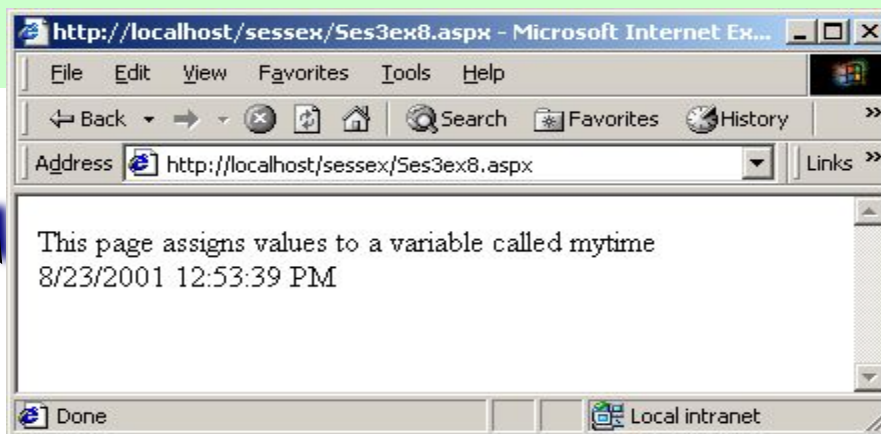 http://localhost/sessex/Ses3ex8.aspx - Microsoft Internet Ex...
File Edit View Favorites Tools Help
Back Search Favorites History »
Address http://localhost/sessex/Ses3ex8.aspx Links »
This page assigns values to a variable called mytime
8/23/2001 12:53:39 PM
Done Local intranet